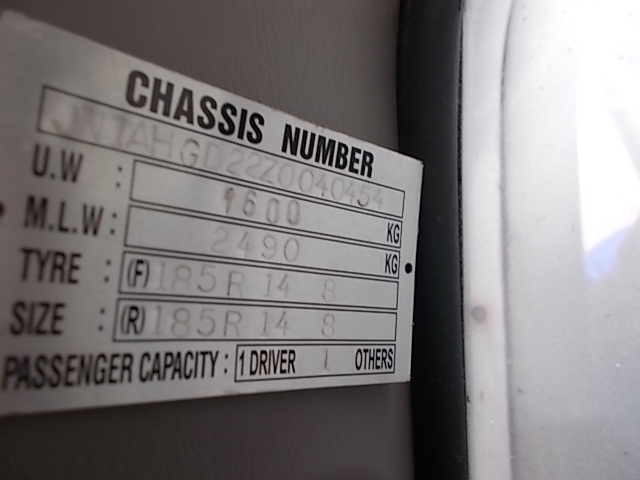 CHASSIS NUMBER
JN1AHGD22Z0040454
U.W : 1600 KG
M.L.W : 2490 KG
TYRE : (F) 185R 14 8
SIZE : (R) 185R 14 8
PASSENGER CAPACITY : 1 DRIVER 1 OTHERS